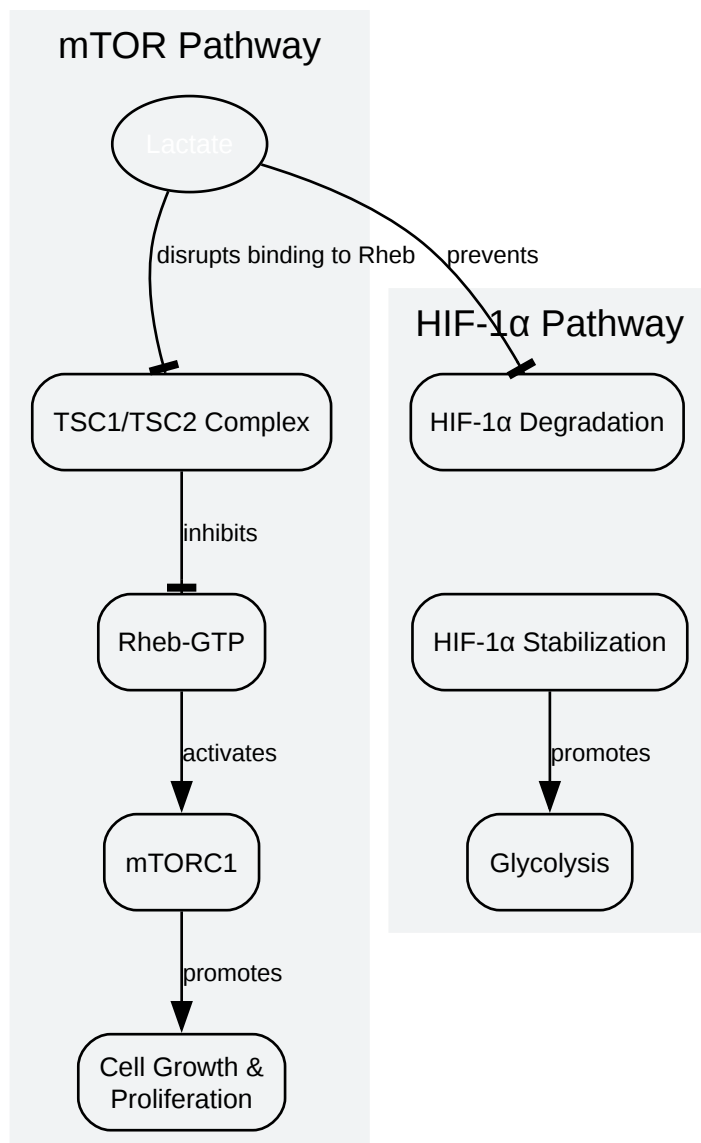 mTOR Pathway
Lactate
disrupts binding to Rheb
prevents
HIF-1α Pathway
TSC1/TSC2 Complex
HIF-1α Degradation
inhibits
Rheb-GTP
HIF-1α Stabilization
activates
promotes
mTORC1
Glycolysis
promotes
Cell Growth &
Proliferation